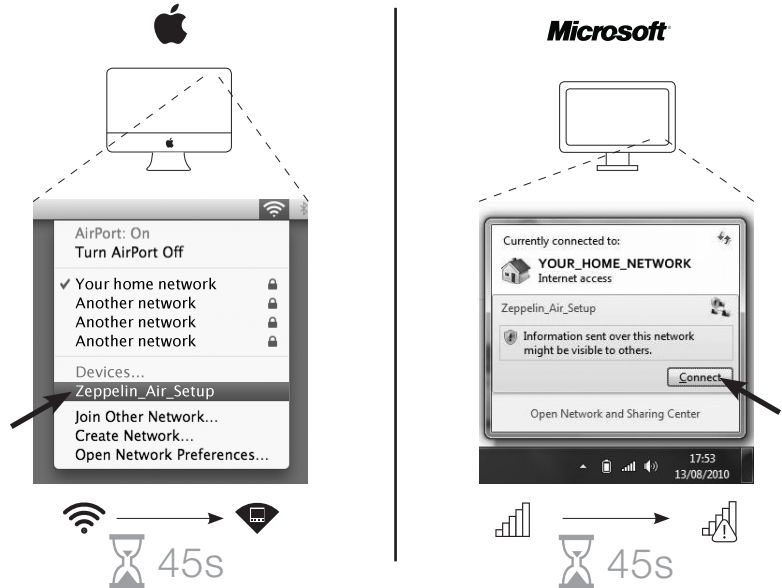 AirPort: On
Turn AirPort Off
✓ Your home network
Another network
Another network
Another network
Devices...
Zeppelin_Air_Setup
Join Other Network...
Create Network...
Open Network Preferences...
45s
Microsoft
Currently connected to:
YOUR_HOME_NETWORK
Internet access
Zeppelin_Air_Setup
Information sent over this network
might be visible to others.
Connect
Open Network and Sharing Center
17:53
13/08/2010
45s